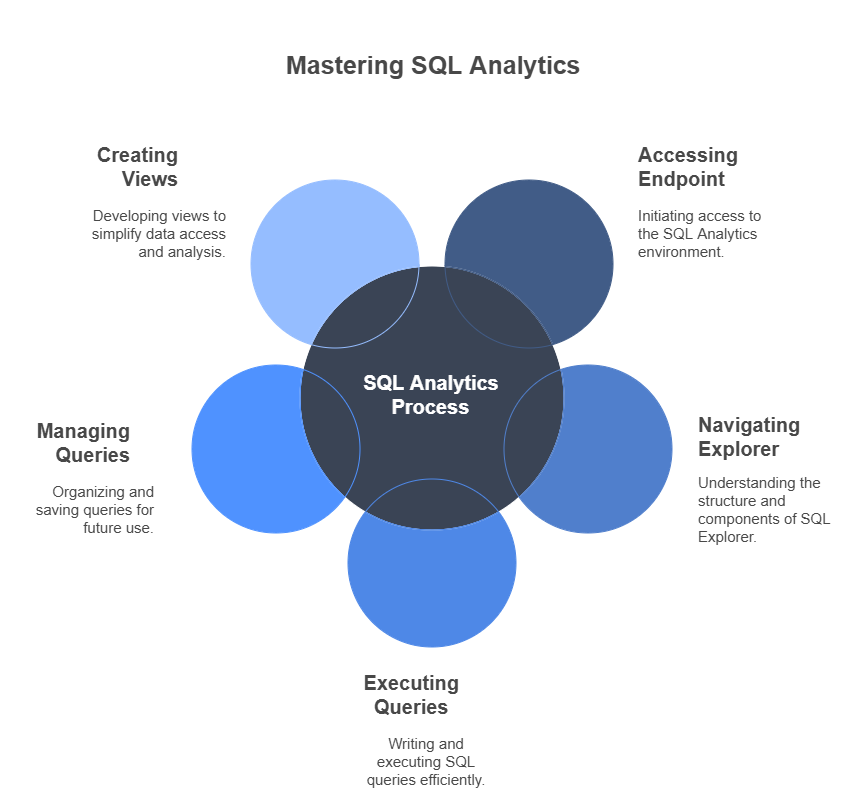 Mastering SQL Analytics
Creating
Views
Developing views to
simplify data access
and analysis.
Accessing
Endpoint
Initiating access to
the SQL Analytics
environment.
SQL Analytics
Process
Managing
Queries
Organizing and
saving queries for
future use.
Navigating
Explorer
Understanding the
structure and
components of SQL
Explorer.
Executing
Queries
Writing and
executing SQL
queries efficiently.